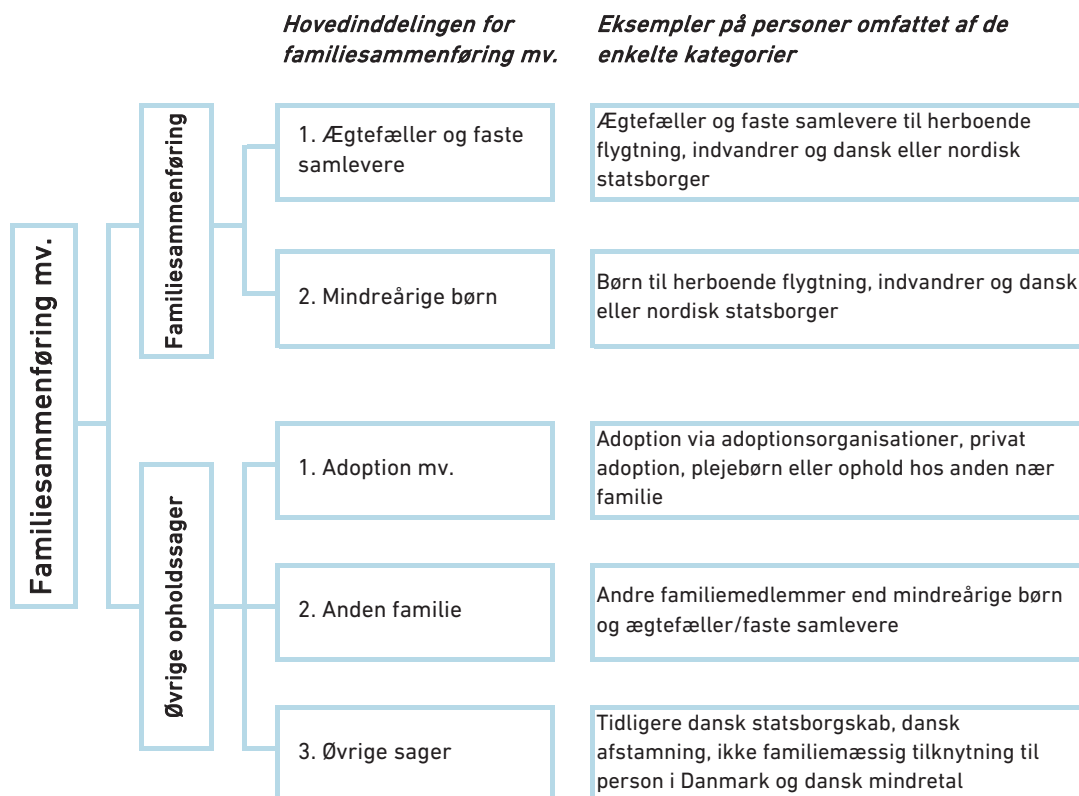 Hovedinddelingen for
familiesammenføring mv.
Eksempler på personer omfattet af de
enkelte kategorier
Familiesammenføring mv.
Familiesammenføring
1. Ægtefæller og faste
samlevere
Ægtefæller og faste samlevere til herboende
flygtning, indvandrer og dansk eller nordisk
statsborger
2. Mindreårige børn
Børn til herboende flygtning, indvandrer og dansk
eller nordisk statsborger
Øvrige opholdssager
1. Adoption mv.
Adoption via adoptionsorganisationer, privat
adoption, plejebørn eller ophold hos anden nær
familie
2. Anden familie
Andre familiemedlemmer end mindreårige børn
og ægtefæller/faste samlevere
3. Øvrige sager
Tidligere dansk statsborgskab, dansk
afstamning, ikke familiemæssig tilknytning til
person i Danmark og dansk mindretal